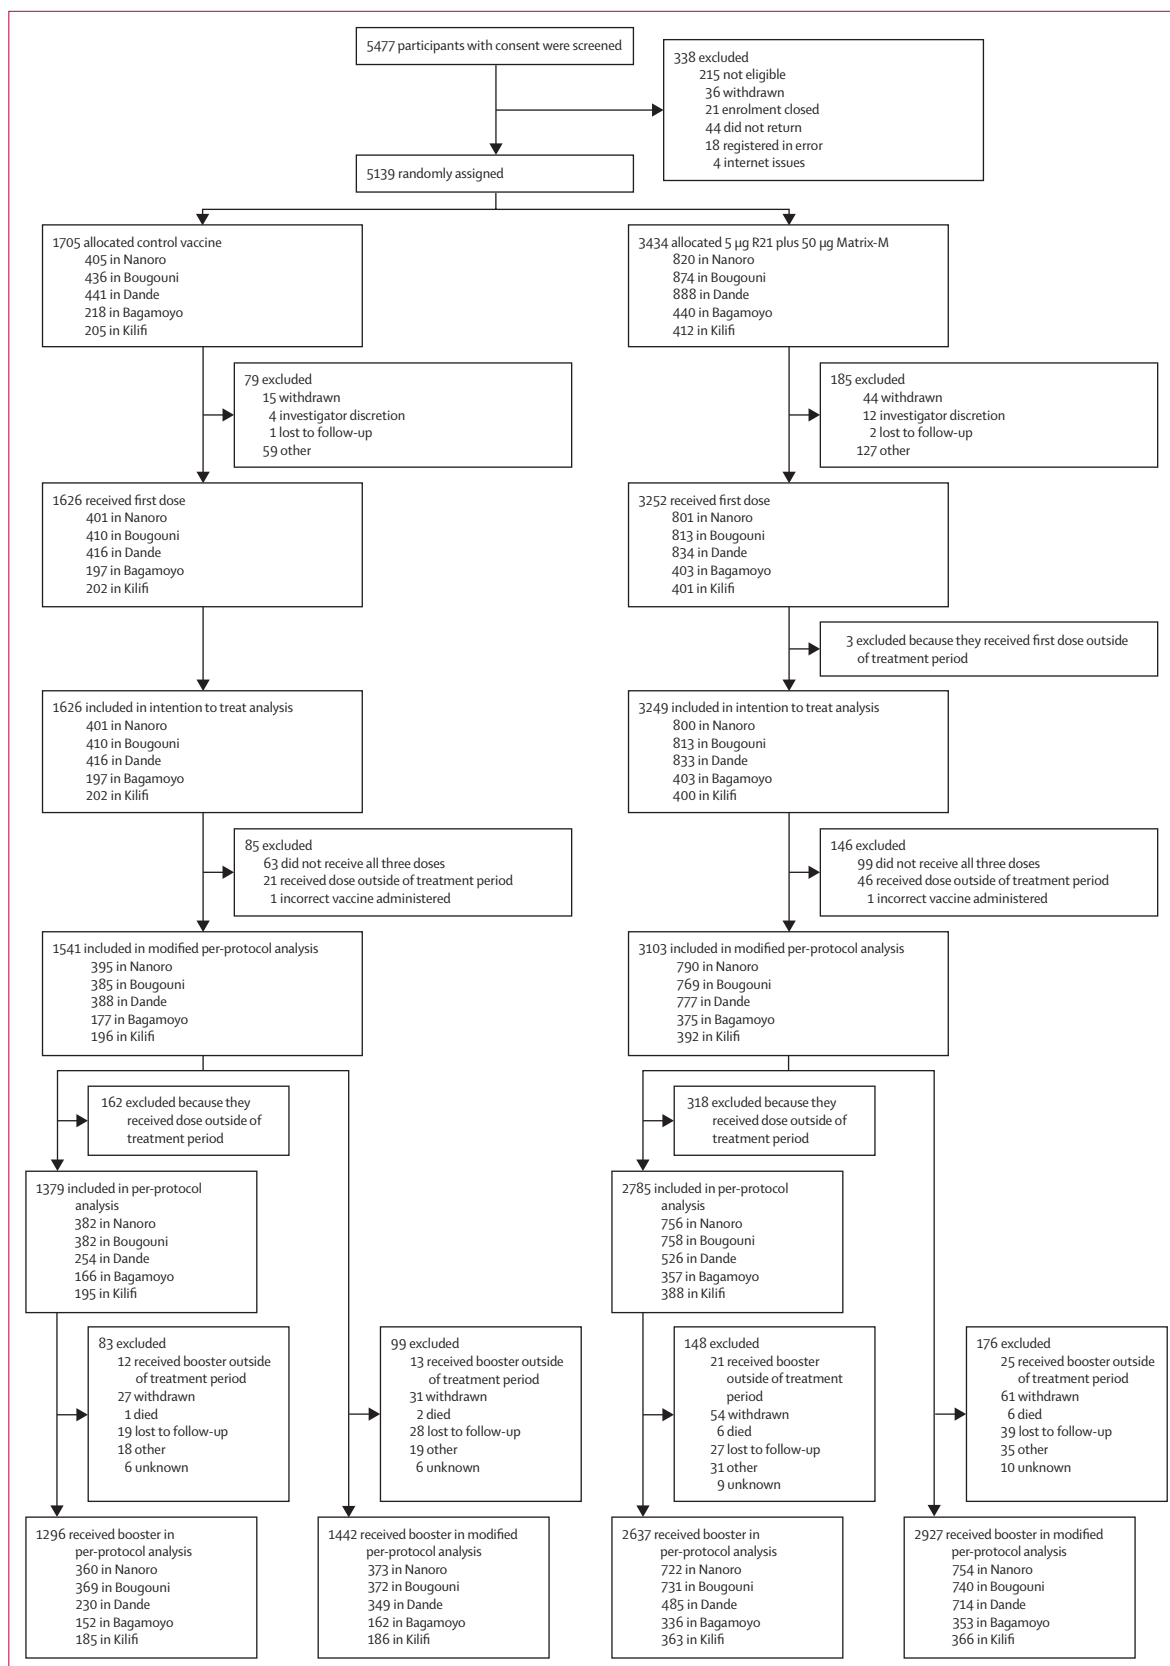 5477 participants with consent were screened
338 excluded
215 not eligible
36 withdrawn
21 enrolment closed
44 did not return
18 registered in error
4 internet issues
5139 randomly assigned
1705 allocated control vaccine
405 in Nanoro
436 in Bougouni
441 in Dande
218 in Bagamoyo
205 in Kilifi
3434 allocated 5 µg R21 plus 50 µg Matrix-M
820 in Nanoro
874 in Bougouni
888 in Dande
440 in Bagamoyo
412 in Kilifi
79 excluded
15 withdrawn
4 investigator discretion
1 lost to follow-up
59 other
185 excluded
44 withdrawn
12 investigator discretion
2 lost to follow-up
127 other
1626 received first dose
401 in Nanoro
410 in Bougouni
416 in Dande
197 in Bagamoyo
202 in Kilifi
3252 received first dose
801 in Nanoro
813 in Bougouni
834 in Dande
403 in Bagamoyo
401 in Kilifi
3 excluded because they received first dose outside
of treatment period
1626 included in intention to treat analysis
401 in Nanoro
410 in Bougouni
416 in Dande
197 in Bagamoyo
202 in Kilifi
3249 included in intention to treat analysis
800 in Nanoro
813 in Bougouni
833 in Dande
403 in Bagamoyo
400 in Kilifi
85 excluded
63 did not receive all three doses
21 received dose outside of treatment period
1 incorrect vaccine administered
146 excluded
99 did not receive all three doses
46 received dose outside of treatment period
1 incorrect vaccine administered
1541 included in modified per-protocol analysis
395 in Nanoro
385 in Bougouni
388 in Dande
177 in Bagamoyo
196 in Kilifi
3103 included in modified per-protocol analysis
790 in Nanoro
769 in Bougouni
777 in Dande
375 in Bagamoyo
392 in Kilifi
162 excluded because they
received dose outside of
treatment period
318 excluded because they
received dose outside of
treatment period
1379 included in per-protocol
analysis
382 in Nanoro
382 in Bougouni
254 in Dande
166 in Bagamoyo
195 in Kilifi
2785 included in per-protocol
analysis
756 in Nanoro
758 in Bougouni
526 in Dande
357 in Bagamoyo
388 in Kilifi
83 excluded
12 received booster outside
of treatment period
27 withdrawn
1 died
19 lost to follow-up
18 other
6 unknown
99 excluded
13 received booster outside
of treatment period
31 withdrawn
2 died
28 lost to follow-up
19 other
6 unknown
148 excluded
21 received booster
outside of treatment
period
54 withdrawn
6 died
27 lost to follow-up
31 other
9 unknown
176 excluded
25 received booster outside
of treatment period
61 withdrawn
6 died
39 lost to follow-up
35 other
10 unknown
1296 received booster in
per-protocol analysis
360 in Nanoro
369 in Bougouni
230 in Dande
152 in Bagamoyo
185 in Kilifi
1442 received booster in modified
per-protocol analysis
373 in Nanoro
372 in Bougouni
349 in Dande
162 in Bagamoyo
186 in Kilifi
2637 received booster in
per-protocol analysis
722 in Nanoro
731 in Bougouni
485 in Dande
336 in Bagamoyo
363 in Kilifi
2927 received booster in modified
per-protocol analysis
754 in Nanoro
740 in Bougouni
714 in Dande
353 in Bagamoyo
366 in Kilifi